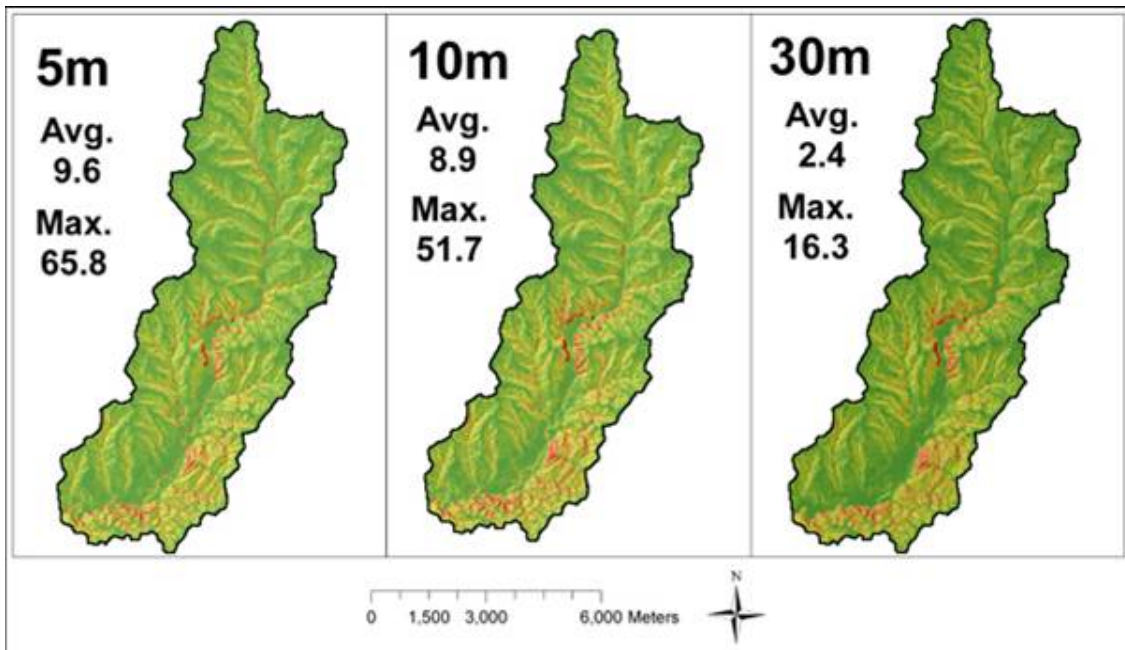 5m
Avg.
9.6
Max.
65.8
10m
Avg.
8.9
Max.
51.7
30m
Avg.
2.4
Max.
16.3
0 1,500 3,000 6,000 Meters
N